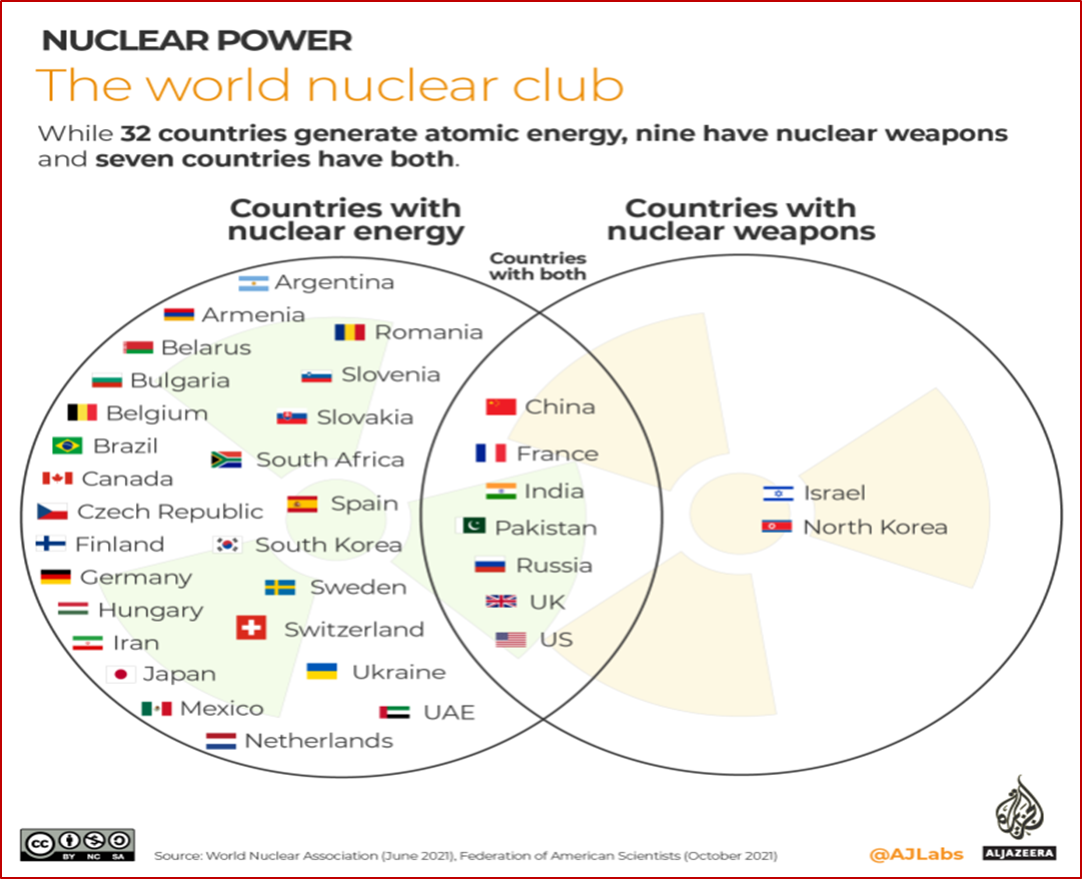 NUCLEAR POWER
The world nuclear club
While 32 countries generate atomic energy, nine have nuclear weapons
and seven countries have both.
Countries with
nuclear energy
Countries
with both
Countries with
nuclear weapons
Argentina
Armenia
Belarus
Bulgaria
Belgium
Brazil
Canada
Czech Republic
Finland
Germany
Hungary
Iran
Japan
Mexico
Netherlands
Romania
Slovenia
Slovakia
South Africa
Spain
South Korea
Sweden
Switzerland
Ukraine
UAE
China
France
India
Pakistan
Russia
UK
US
Israel
North Korea
cc
BY NC SA
Source: World Nuclear Association (June 2021), Federation of American Scientists (October 2021)
@AJLabs
الجزيرة
ALJAZEERA